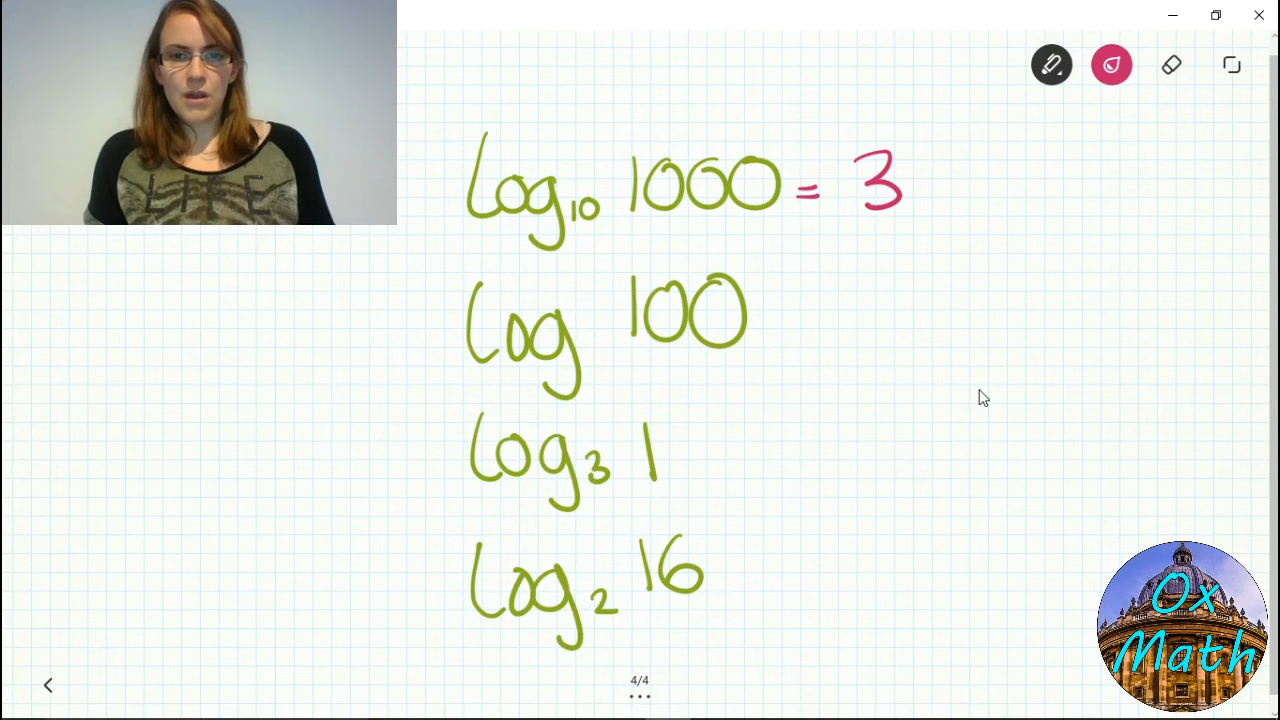 LIFE
log₁₀ 1000 = 3
log 100
log₃ 1
log₂ 16
4/4
Ox
Math